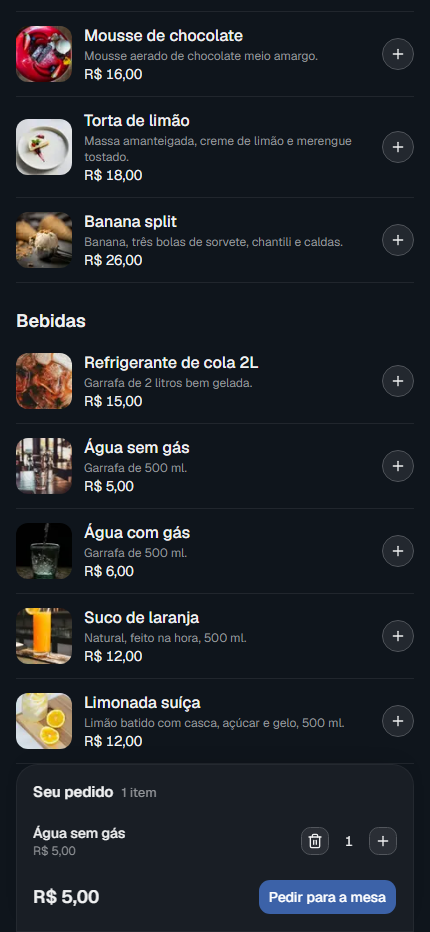 Mousse de chocolate
Mousse aerado de chocolate meio amargo.
R$ 16,00
Torta de limão
Massa amanteigada, creme de limão e merengue
tostado.
R$ 18,00
Banana split
Banana, três bolas de sorvete, chantili e caldas.
R$ 26,00
Bebidas
Refrigerante de cola 2L
Garrafa de 2 litros bem gelada.
R$ 15,00
Água sem gás
Garrafa de 500 ml.
R$ 5,00
Água com gás
Garrafa de 500 ml.
R$ 6,00
Suco de laranja
Natural, feito na hora, 500 ml.
R$ 12,00
Limonada suíça
Limão batido com casca, açúcar e gelo, 500 ml.
R$ 12,00
Seu pedido 1 item
Água sem gás
R$ 5,00
1
R$ 5,00
Pedir para a mesa